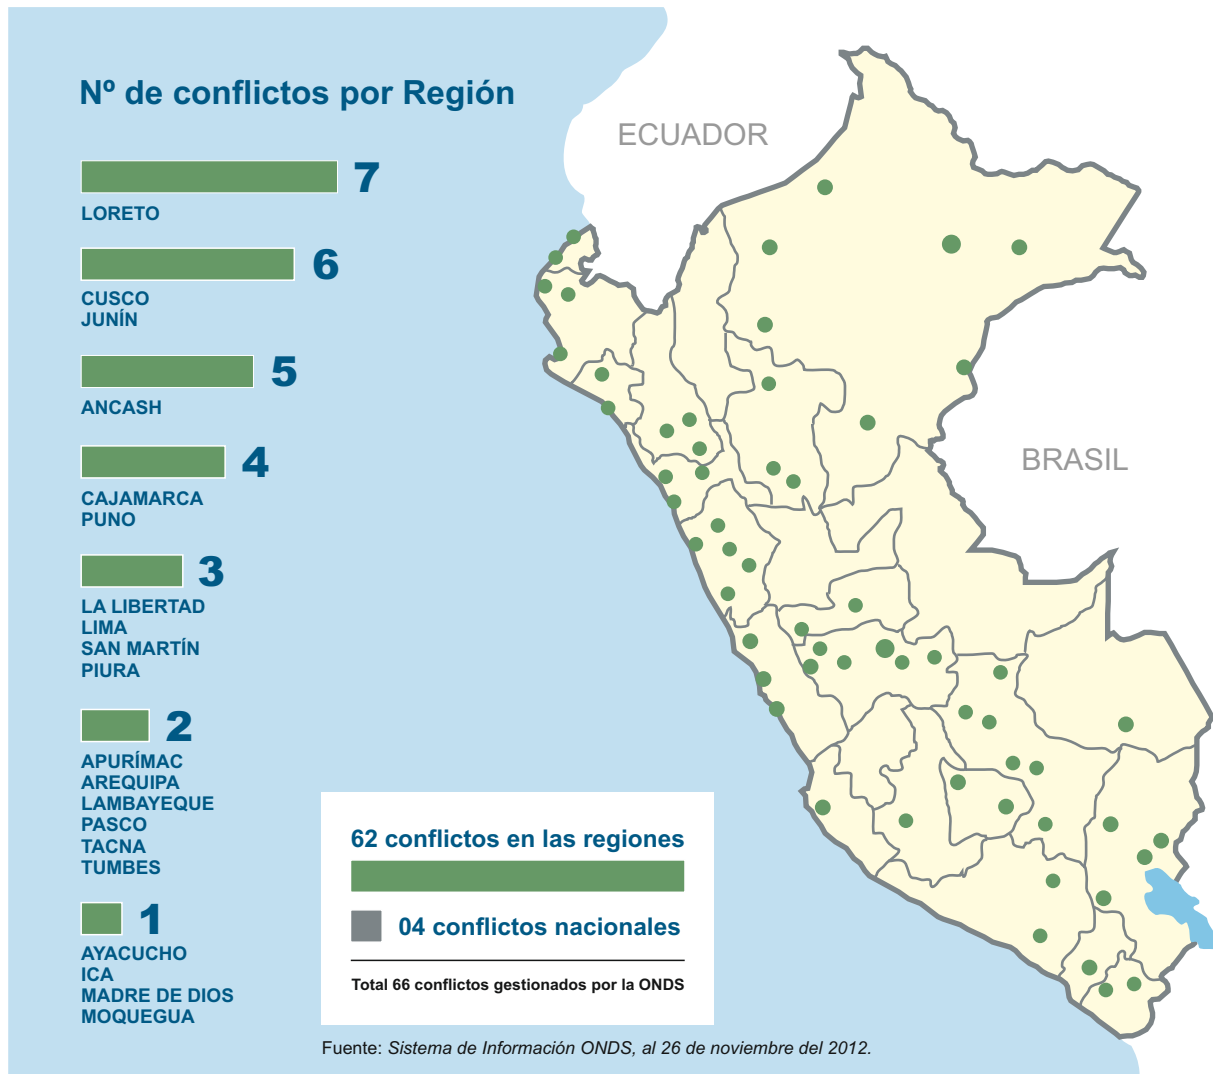 Nº de conflictos por Región
7
LORETO
6
CUSCO
JUNÍN
5
ANCASH
4
CAJAMARCA
PUNO
3
LA LIBERTAD
LIMA
SAN MARTÍN
PIURA
2
APURÍMAC
AREQUIPA
LAMBAYEQUE
PASCO
TACNA
TUMBES
1
AYACUCHO
ICA
MADRE DE DIOS
MOQUEGUA
ECUADOR
BRASIL
62 conflictos en las regiones
04 conflictos nacionales
Total 66 conflictos gestionados por la ONDS
Fuente: Sistema de Información ONDS, al 26 de noviembre del 2012.